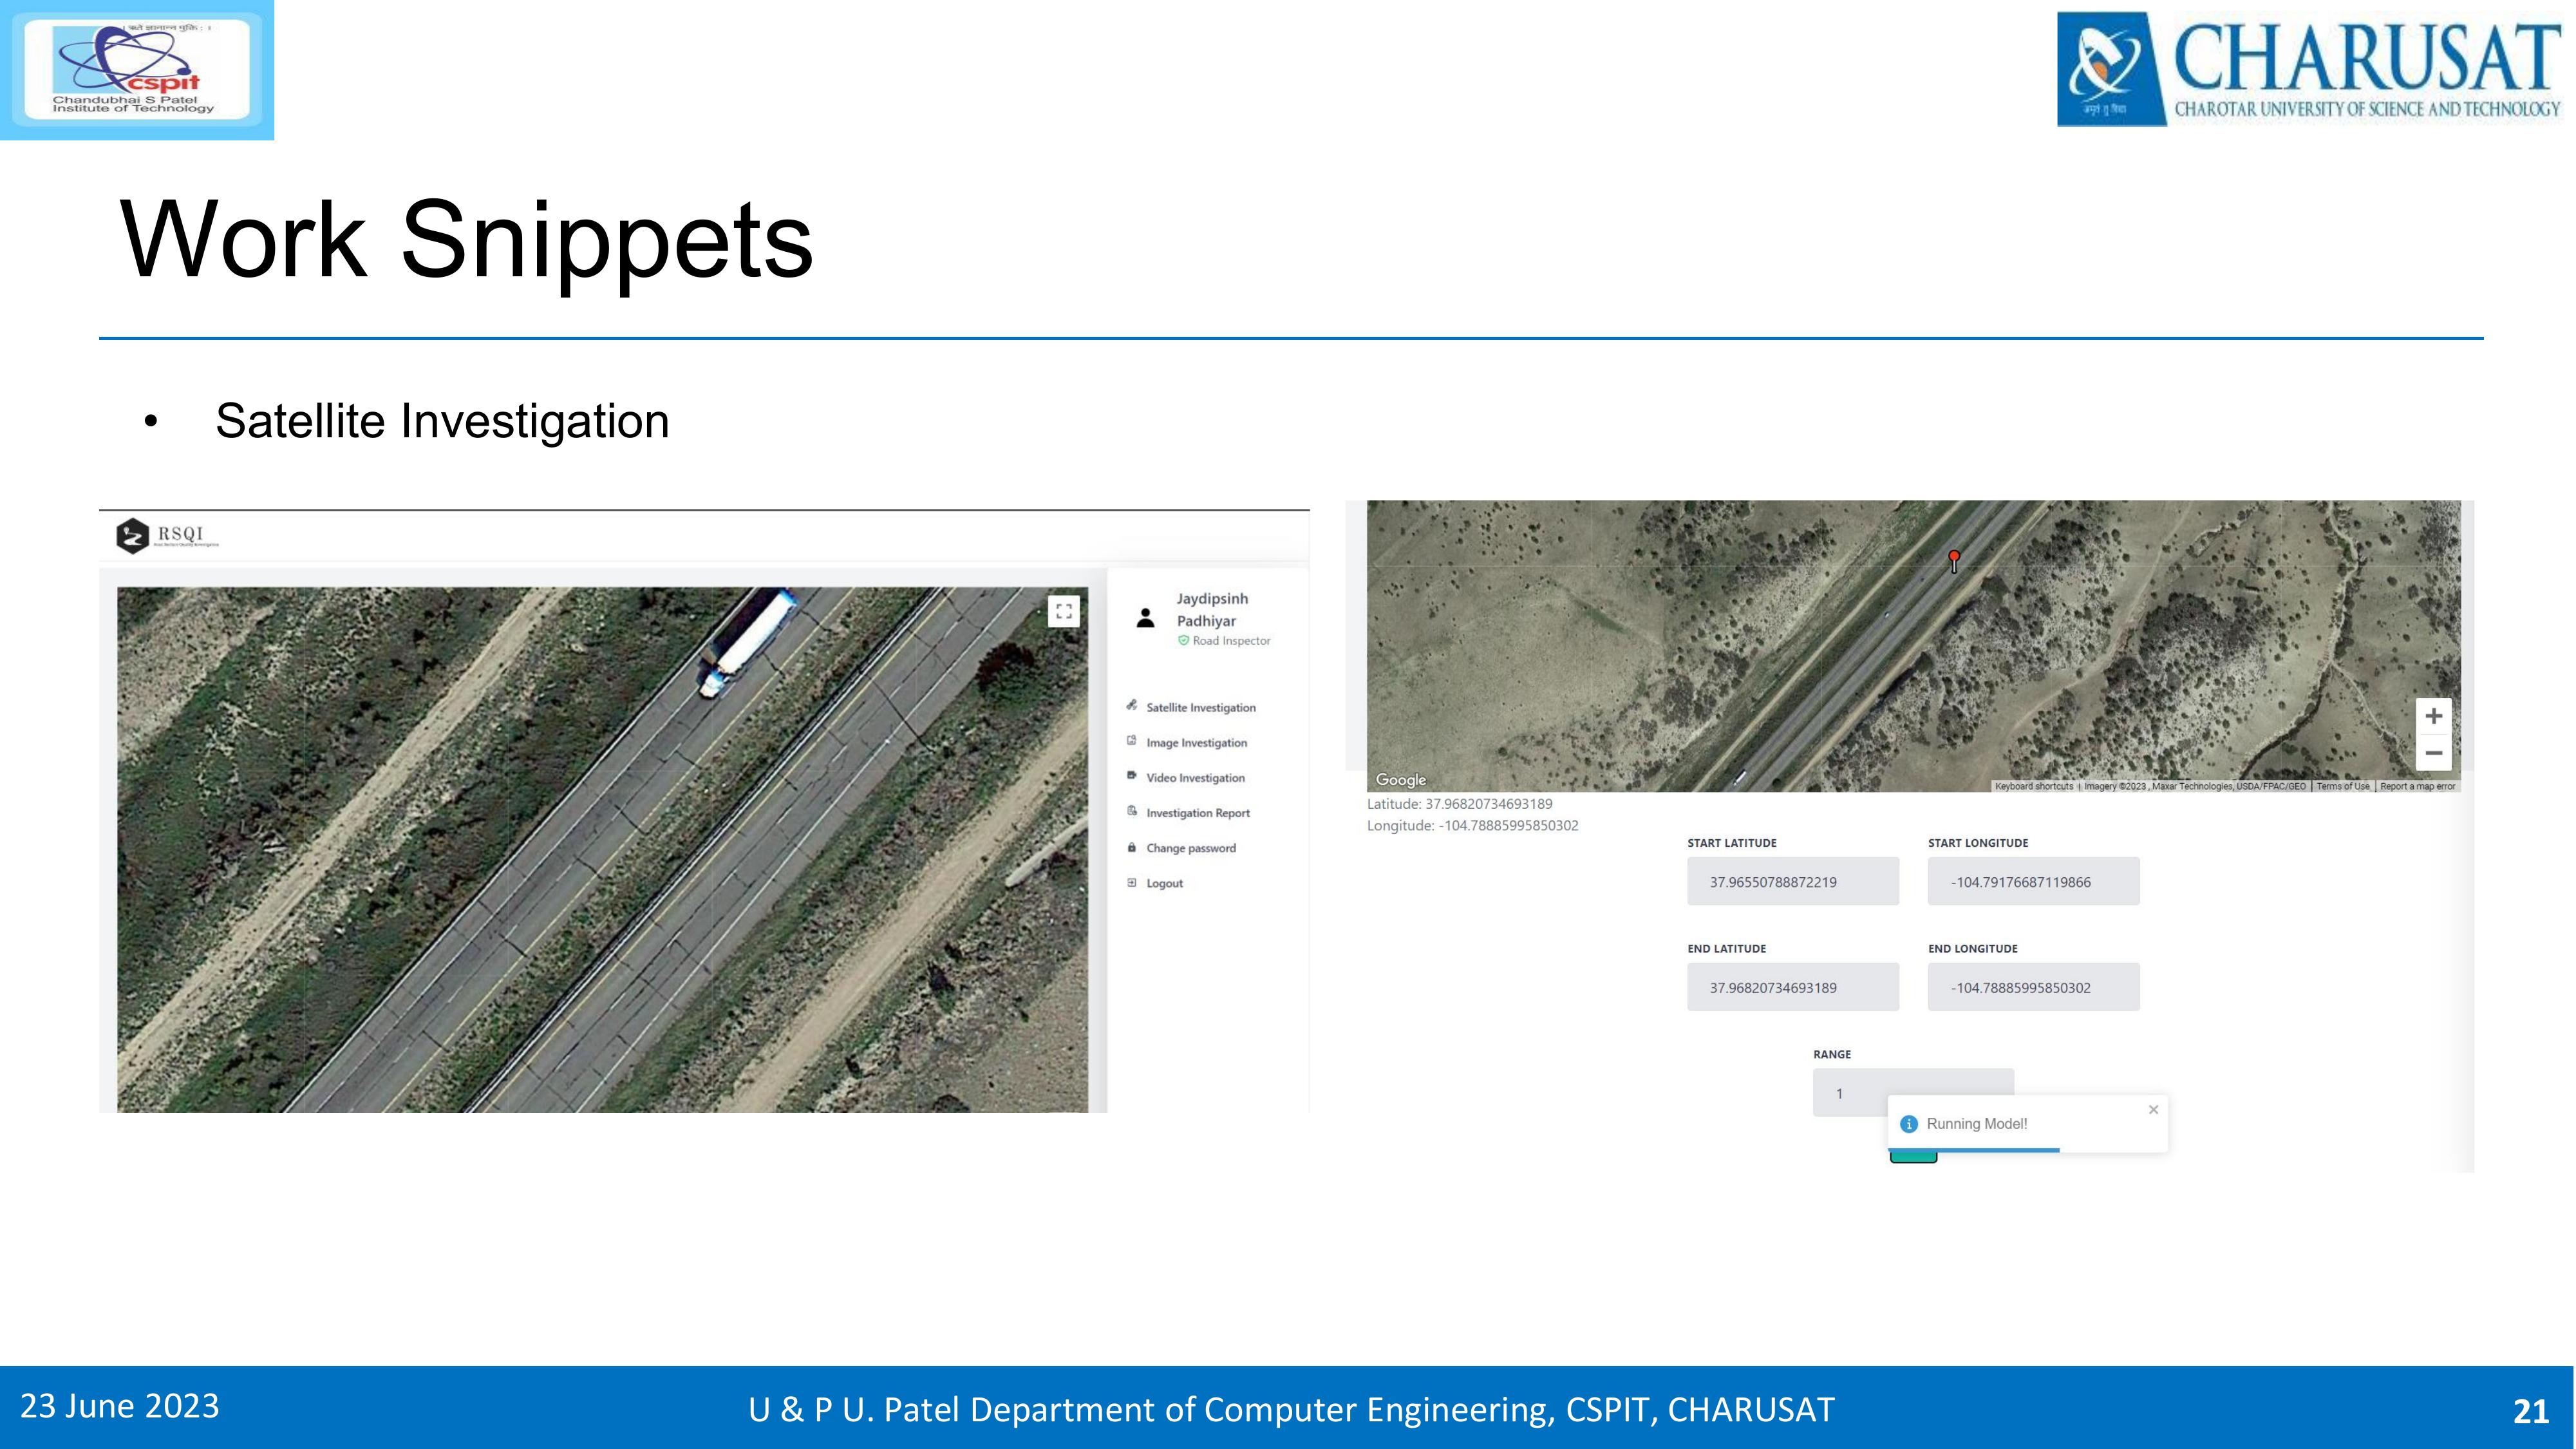 cspit
Chandubhai S Patel
Institute of Technology
CHARUSAT
CHAROTAR UNIVERSITY OF SCIENCE AND TECHNOLOGY
Work Snippets
• Satellite Investigation
RSQI
Jaydipsinh
Padhiyar
Road Inspector
Satellite Investigation
Image Investigation
Video Investigation
Investigation Report
Change password
Logout
Google
Keyboard shortcuts | Imagery ©2023 , Maxar Technologies, USDA/FPAC/GEO | Terms of Use | Report a map error
Latitude: 37.96820734693189
Longitude: -104.78885995850302
START LATITUDE START LONGITUDE
37.96550788872219 -104.79176687119866
END LATITUDE END LONGITUDE
37.96820734693189 -104.78885995850302
RANGE
1
Running Model!
23 June 2023
U & P U. Patel Department of Computer Engineering, CSPIT, CHARUSAT
21